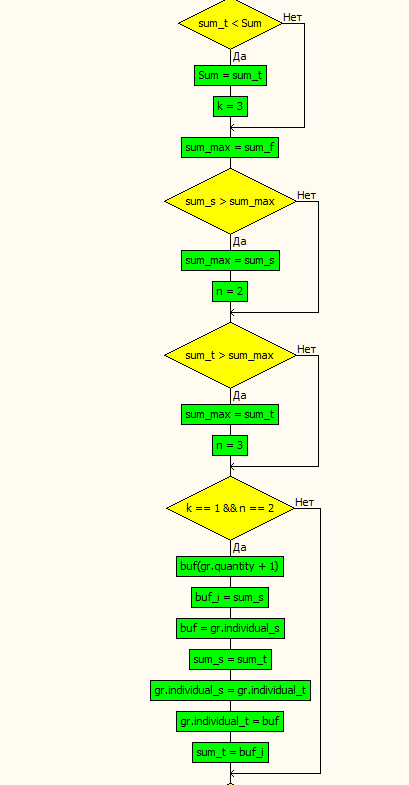 sum_t < Sum
Нет
Да
Sum = sum_t
k = 3
sum_max = sum_f
sum_s > sum_max
Нет
Да
sum_max = sum_s
n = 2
sum_t > sum_max
Нет
Да
sum_max = sum_t
n = 3
k == 1 && n == 2
Нет
Да
buf(gr.quantity + 1)
buf_i = sum_s
buf = gr.individual_s
sum_s = sum_t
gr.individual_s = gr.individual_t
gr.individual_t = buf
sum_t = buf_i